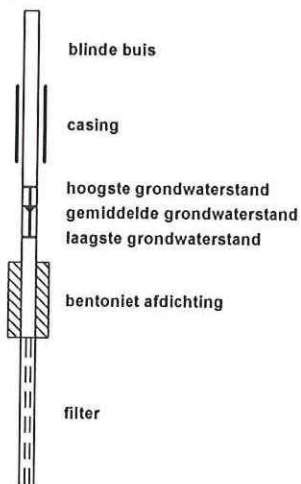 blinde buis
casing
hoogste grondwaterstand
gemiddelde grondwaterstand
laagste grondwaterstand
bentoniet afdichting
filter